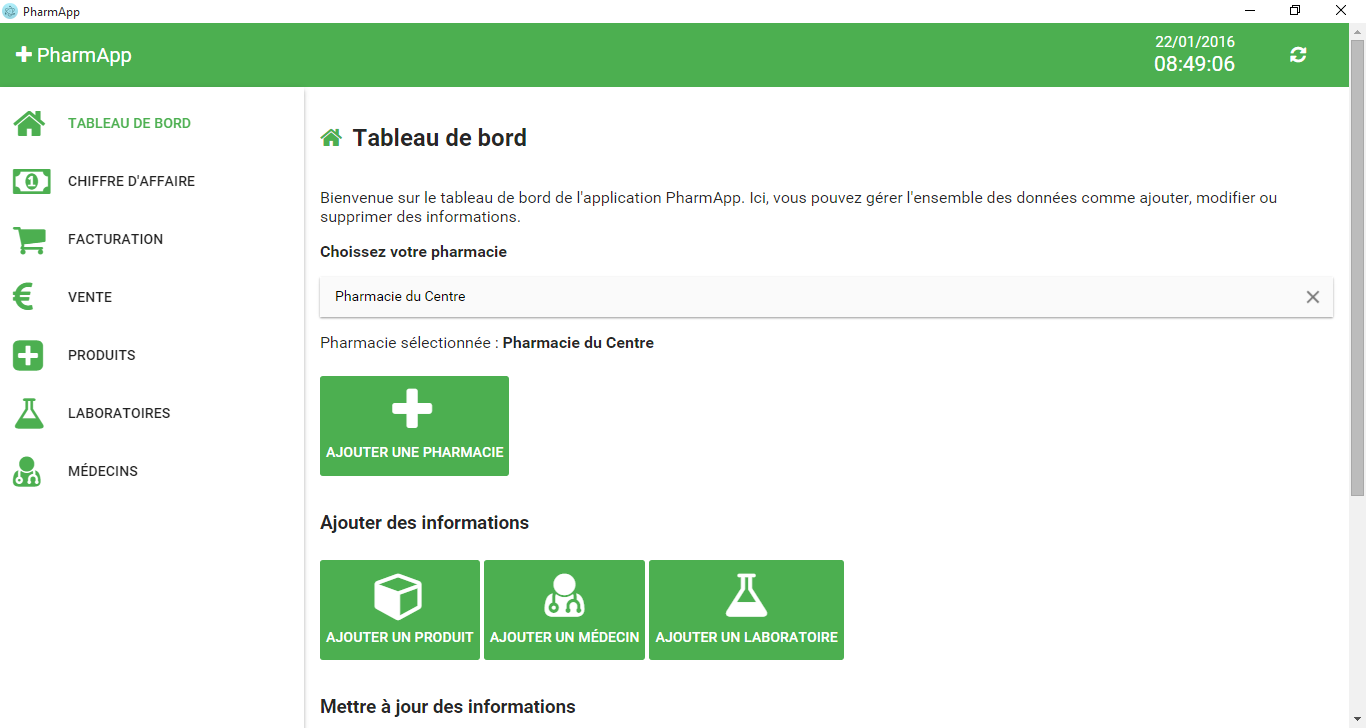 PharmApp
PharmApp
22/01/2016
08:49:06
TABLEAU DE BORD
CHIFFRE D'AFFAIRE
FACTURATION
VENTE
PRODUITS
LABORATOIRES
MÉDECINS
Tableau de bord
Bienvenue sur le tableau de bord de l'application PharmApp. Ici, vous pouvez gérer l'ensemble des données comme ajouter, modifier ou
supprimer des informations.
Choissez votre pharmacie
Pharmacie du Centre
Pharmacie sélectionnée : Pharmacie du Centre
AJOUTER UNE PHARMACIE
Ajouter des informations
AJOUTER UN PRODUIT
AJOUTER UN MÉDECIN
AJOUTER UN LABORATOIRE
Mettre à jour des informations